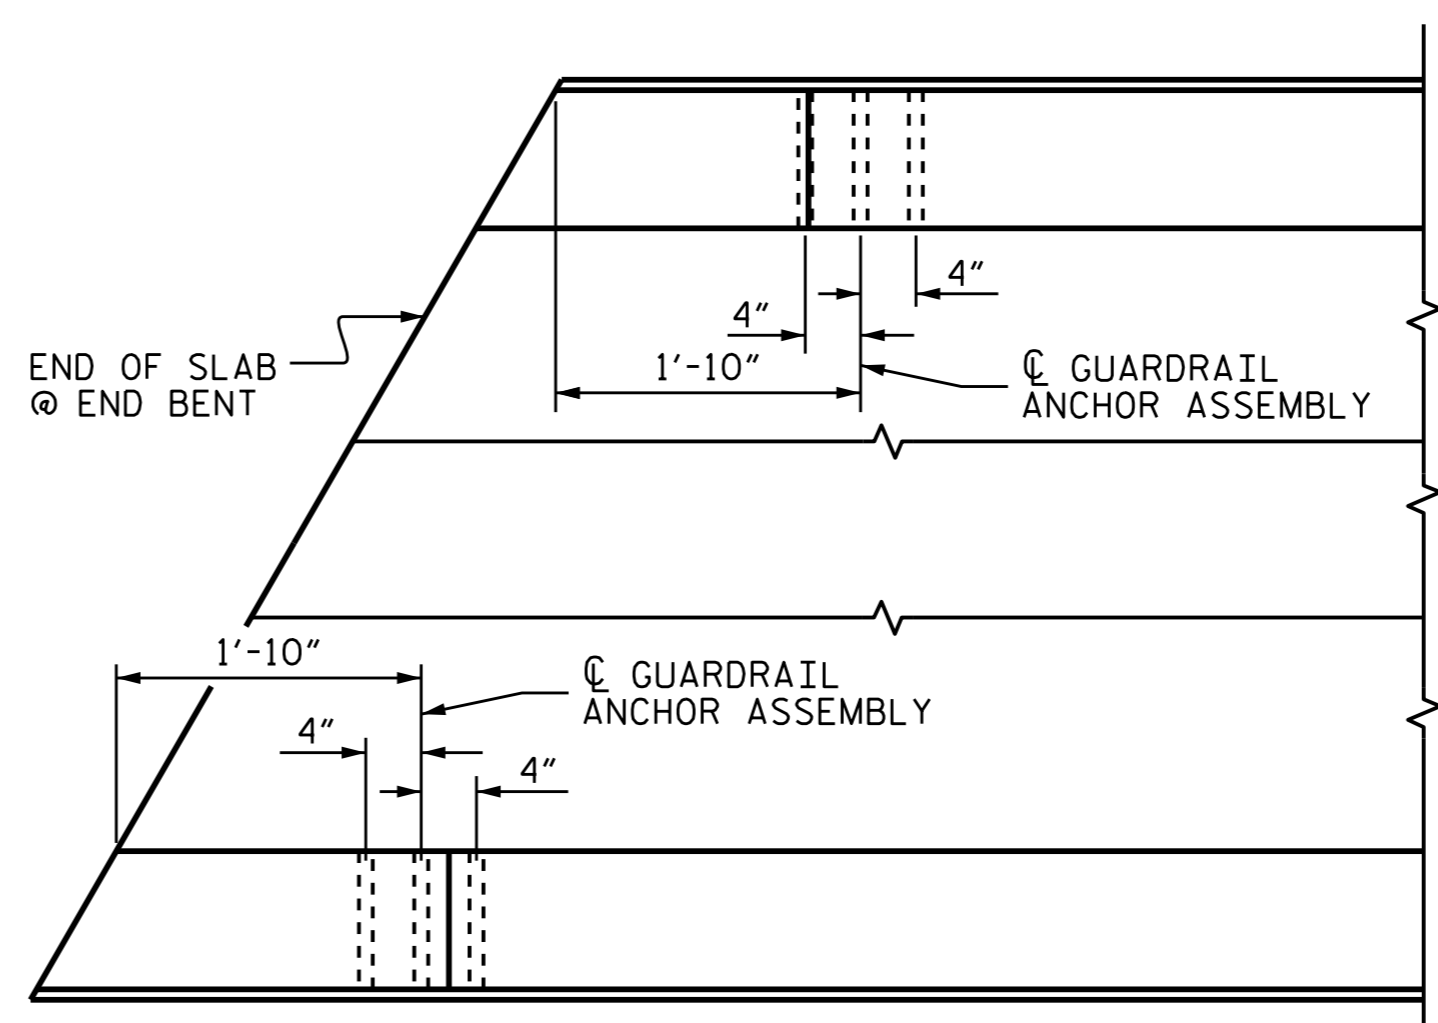 4"
4"
END OF SLAB
@ END BENT
1'-10"
℄ GUARDRAIL
ANCHOR ASSEMBLY
1'-10"
℄ GUARDRAIL
ANCHOR ASSEMBLY
4"
4"